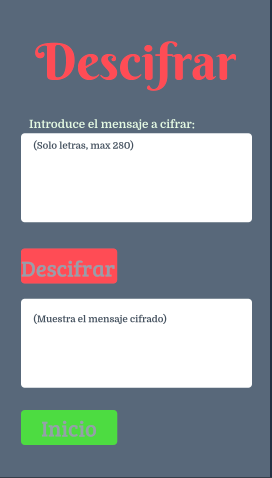 Descifrar
Introduce el mensaje a cifrar:
(Solo letras, max 280)
Descifrar
(Muestra el mensaje cifrado)
Inicio